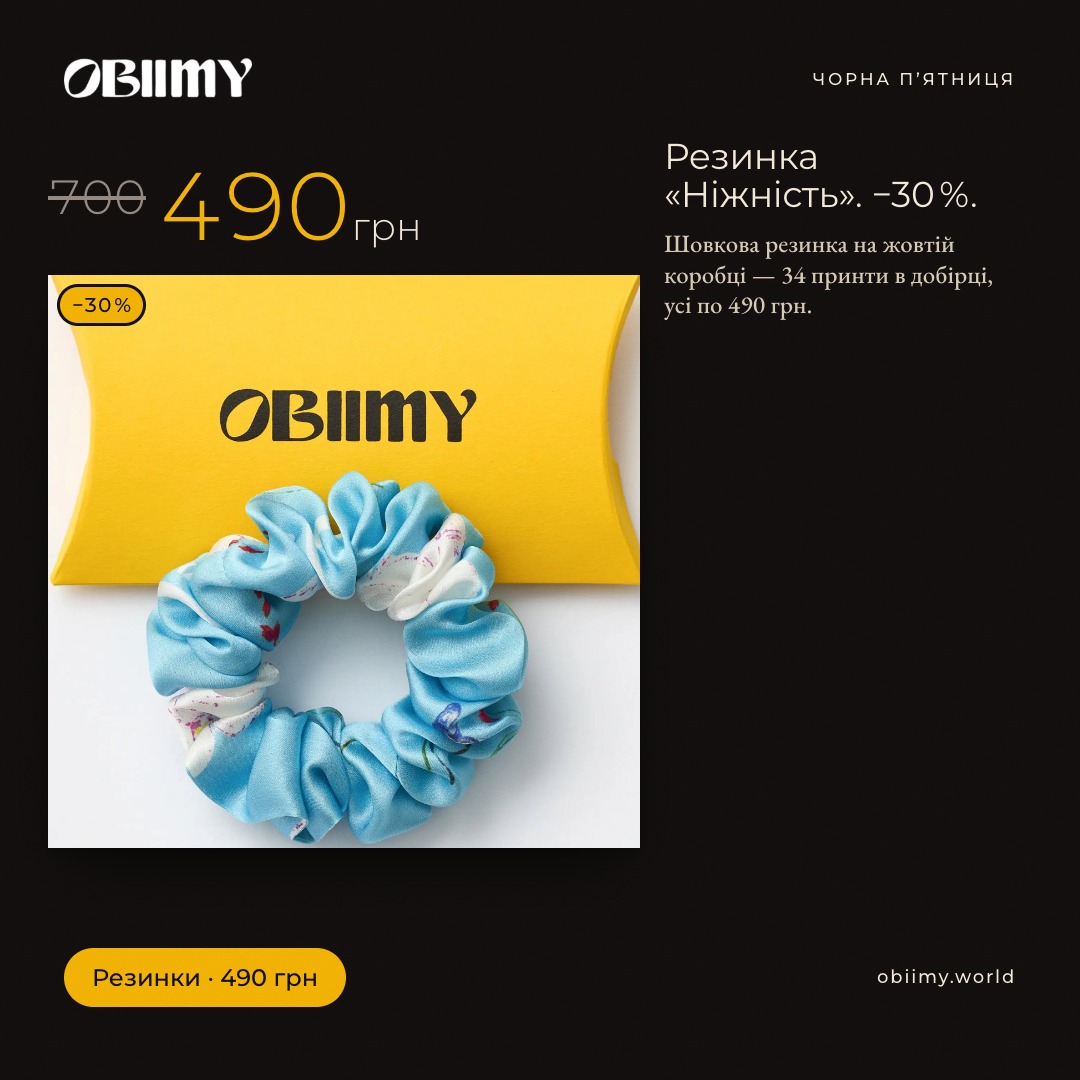 OBIIMY
ЧОРНА П’ЯТНИЦЯ
700 490 грн
Резинка
«Ніжність». −30 %.
Шовкова резинка на жовтій
коробці — 34 принти в добірці,
усі по 490 грн.
−30 %
OBIIMY
Резинки · 490 грн
obiimy.world